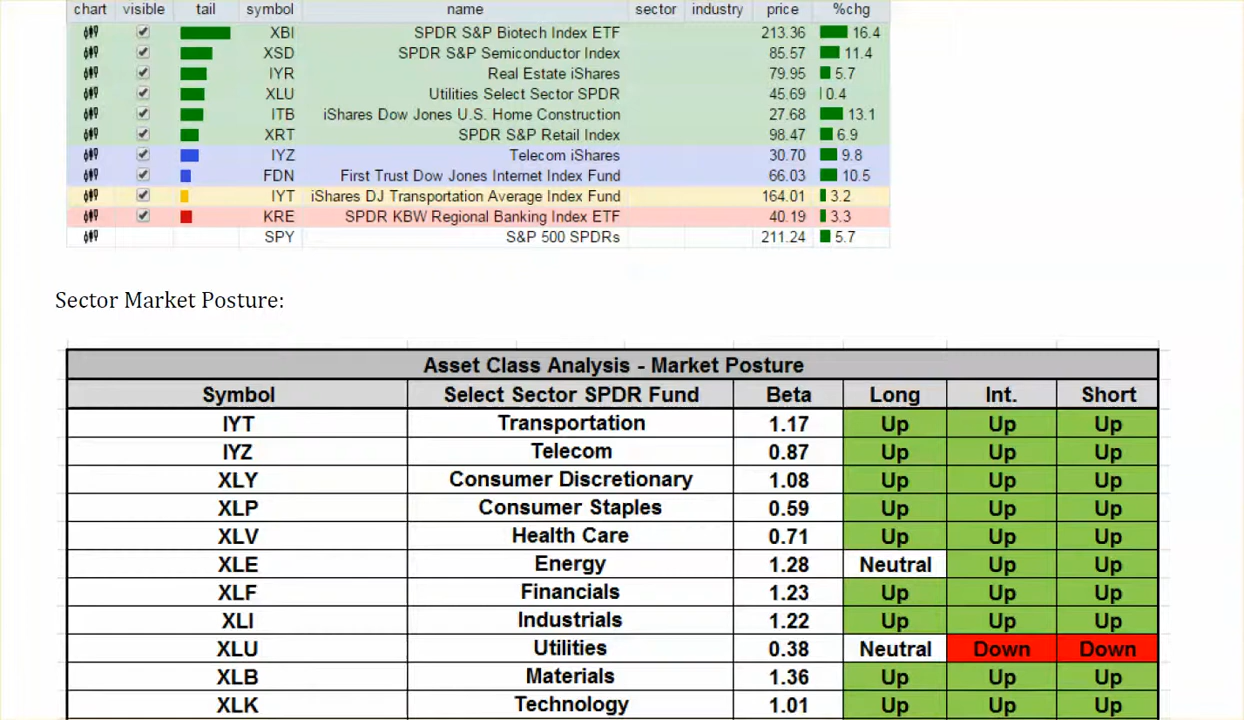 chart visible tail symbol name sector industry price %chg
XBI SPDR S&P Biotech Index ETF 213.36 16.4
XSD SPDR S&P Semiconductor Index 85.57 11.4
IYR Real Estate iShares 79.95 5.7
XLU Utilities Select Sector SPDR 45.69 0.4
ITB iShares Dow Jones U.S. Home Construction 27.68 13.1
XRT SPDR S&P Retail Index 98.47 6.9
IYZ Telecom iShares 30.70 9.8
FDN First Trust Dow Jones Internet Index Fund 66.03 10.5
IYT iShares DJ Transportation Average Index Fund 164.01 3.2
KRE SPDR KBW Regional Banking Index ETF 40.19 3.3
SPY S&P 500 SPDRs 211.24 5.7
Sector Market Posture:
Asset Class Analysis - Market Posture
Symbol Select Sector SPDR Fund Beta Long Int. Short
IYT Transportation 1.17 Up Up Up
IYZ Telecom 0.87 Up Up Up
XLY Consumer Discretionary 1.08 Up Up Up
XLP Consumer Staples 0.59 Up Up Up
XLV Health Care 0.71 Up Up Up
XLE Energy 1.28 Neutral Up Up
XLF Financials 1.23 Up Up Up
XLI Industrials 1.22 Up Up Up
XLU Utilities 0.38 Neutral Down Down
XLB Materials 1.36 Up Up Up
XLK Technology 1.01 Up Up Up